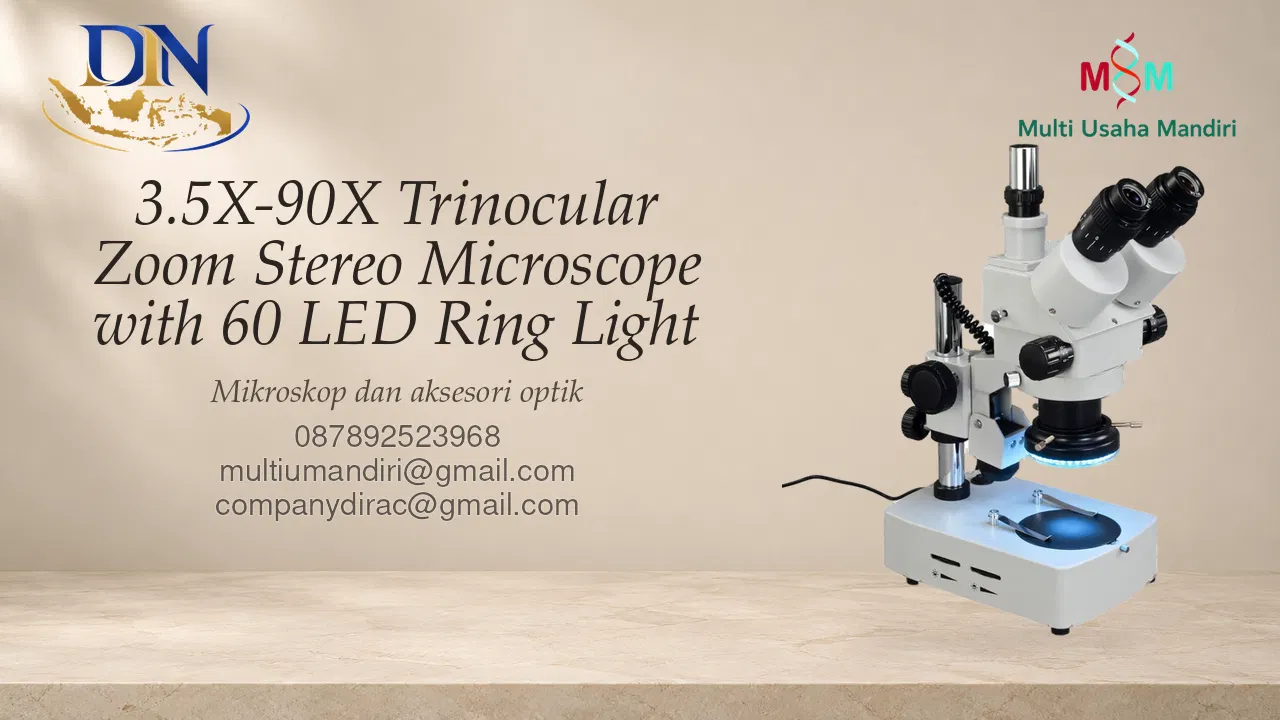 DIN
MSM
Multi Usaha Mandiri
3.5X-90X Trinocular
Zoom Stereo Microscope
with 60 LED Ring Light
Mikroskop dan aksesori optik
087892523968
multiumandiri@gmail.com
companydirac@gmail.com